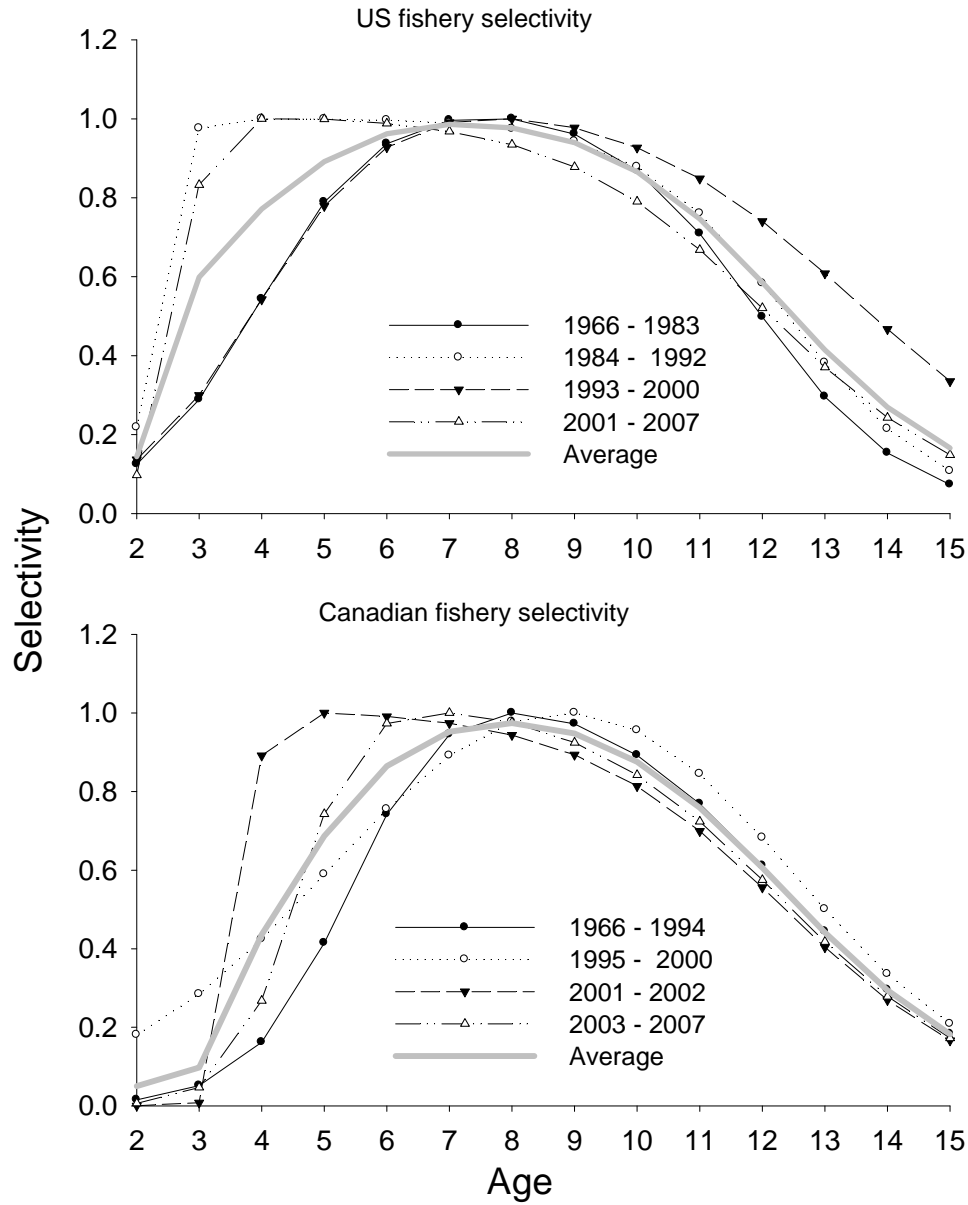 US fishery selectivity
1.2
1.0
0.8
0.6
0.4
0.2
0.0
1966 - 1983
1984 -  1992
1993 - 2000
2001 - 2007
Average
2 3 4 5 6 7 8 9 10 11 12 13 14 15
Selectivity
Canadian fishery selectivity
1.2
1.0
0.8
0.6
0.4
0.2
0.0
1966 - 1994
1995 -  2000
2001 - 2002
2003 - 2007
Average
2 3 4 5 6 7 8 9 10 11 12 13 14 15
Age